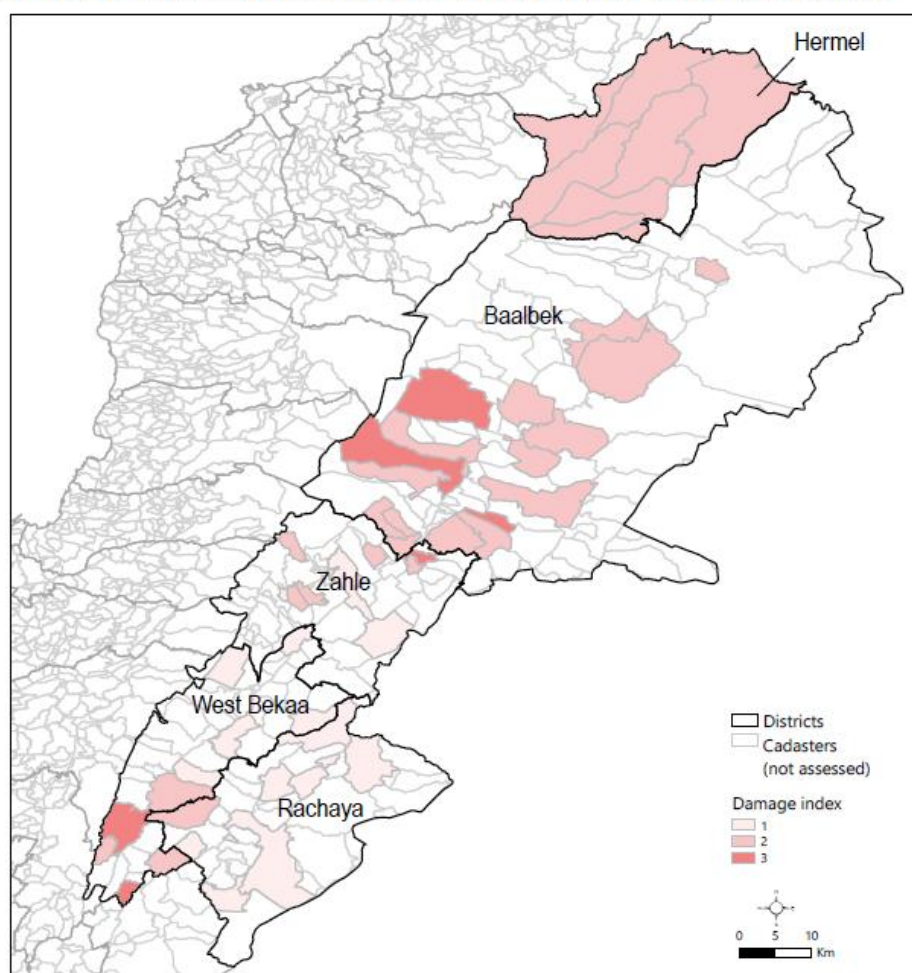 Hermel
Baalbek
Zahle
West Bekaa
Rachaya
Districts
Cadasters
(not assessed)
Damage index
1
2
3
0 5 10
Km